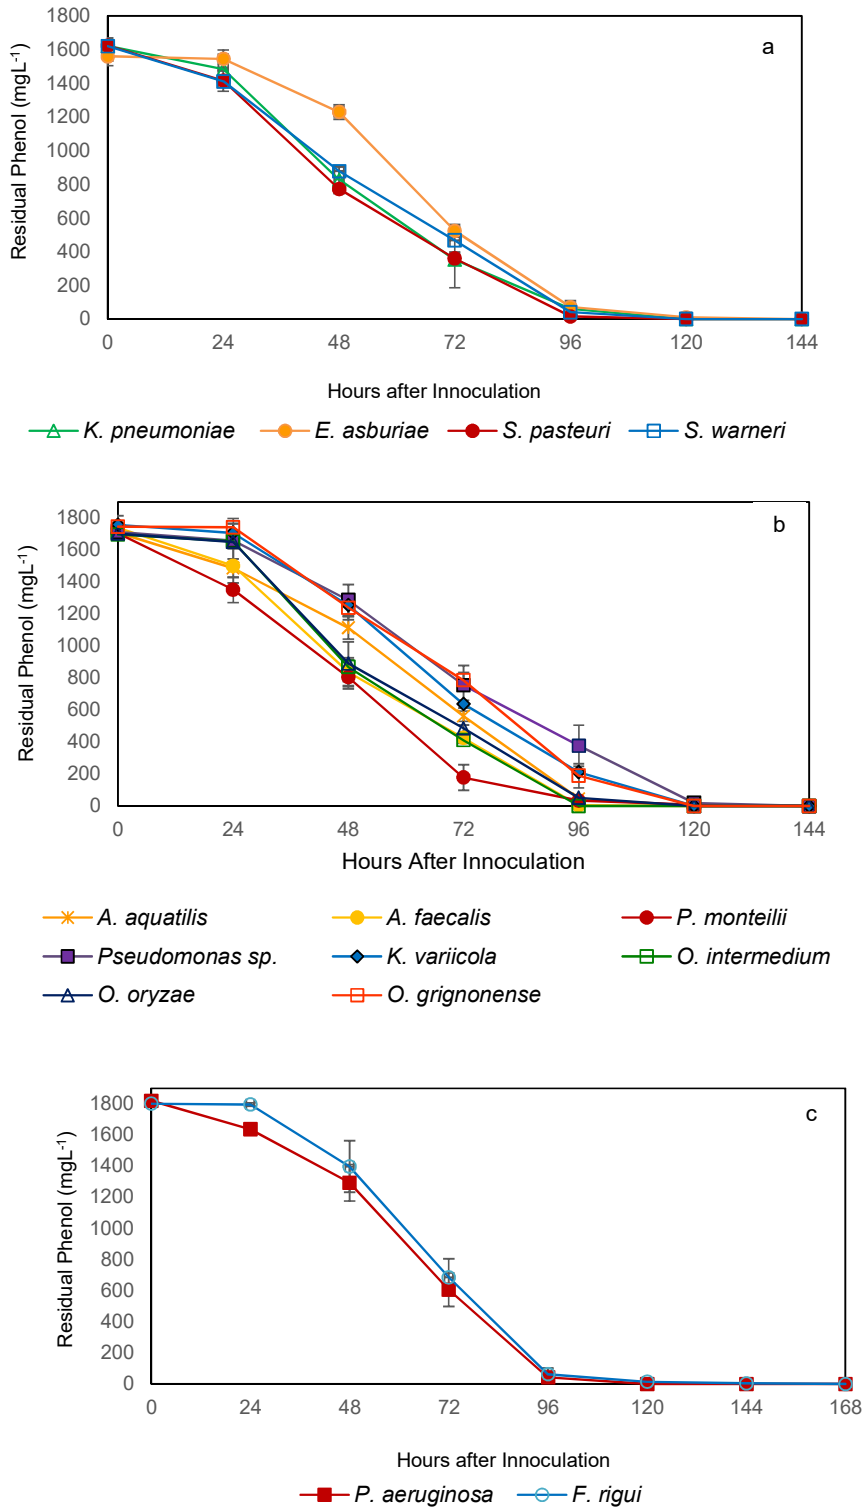 1800
1600
1400
1200
1000
800
600
400
200
0
Residual Phenol (mgL-1)
a
0 24 48 72 96 120 144
Hours after Innoculation
K. pneumoniae E. asburiae S. pasteuri S. warneri
1800
1600
1400
1200
1000
800
600
400
200
0
Residual Phenol (mgL-1)
b
0 24 48 72 96 120 144
Hours After Innoculation
A. aquatilis A. faecalis P. monteilii
Pseudomonas sp. K. variicola O. intermedium
O. oryzae O. grignonense
1800
1600
1400
1200
1000
800
600
400
200
0
Residual Phenol (mgL-1)
c
0 24 48 72 96 120 144 168
Hours after Innoculation
P. aeruginosa F. rigui